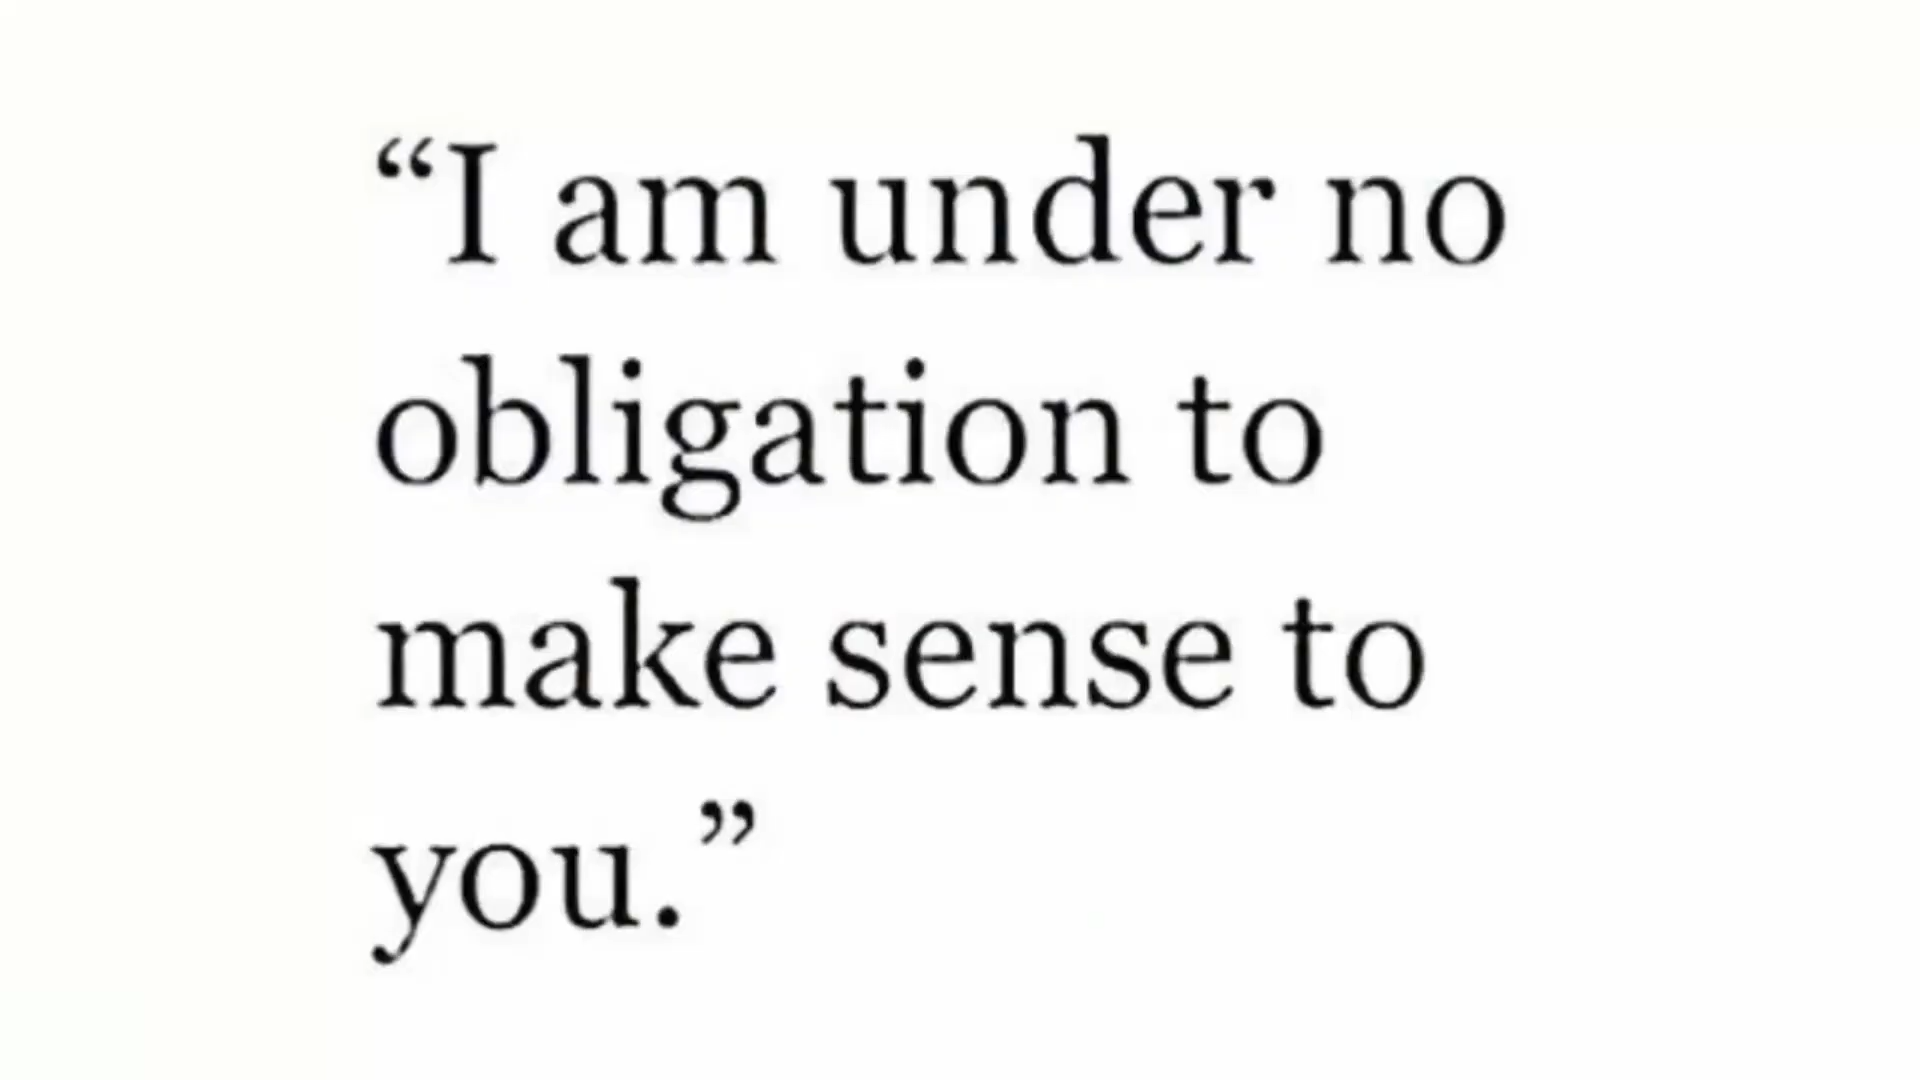 “I am under no
obligation to
make sense to
you.”